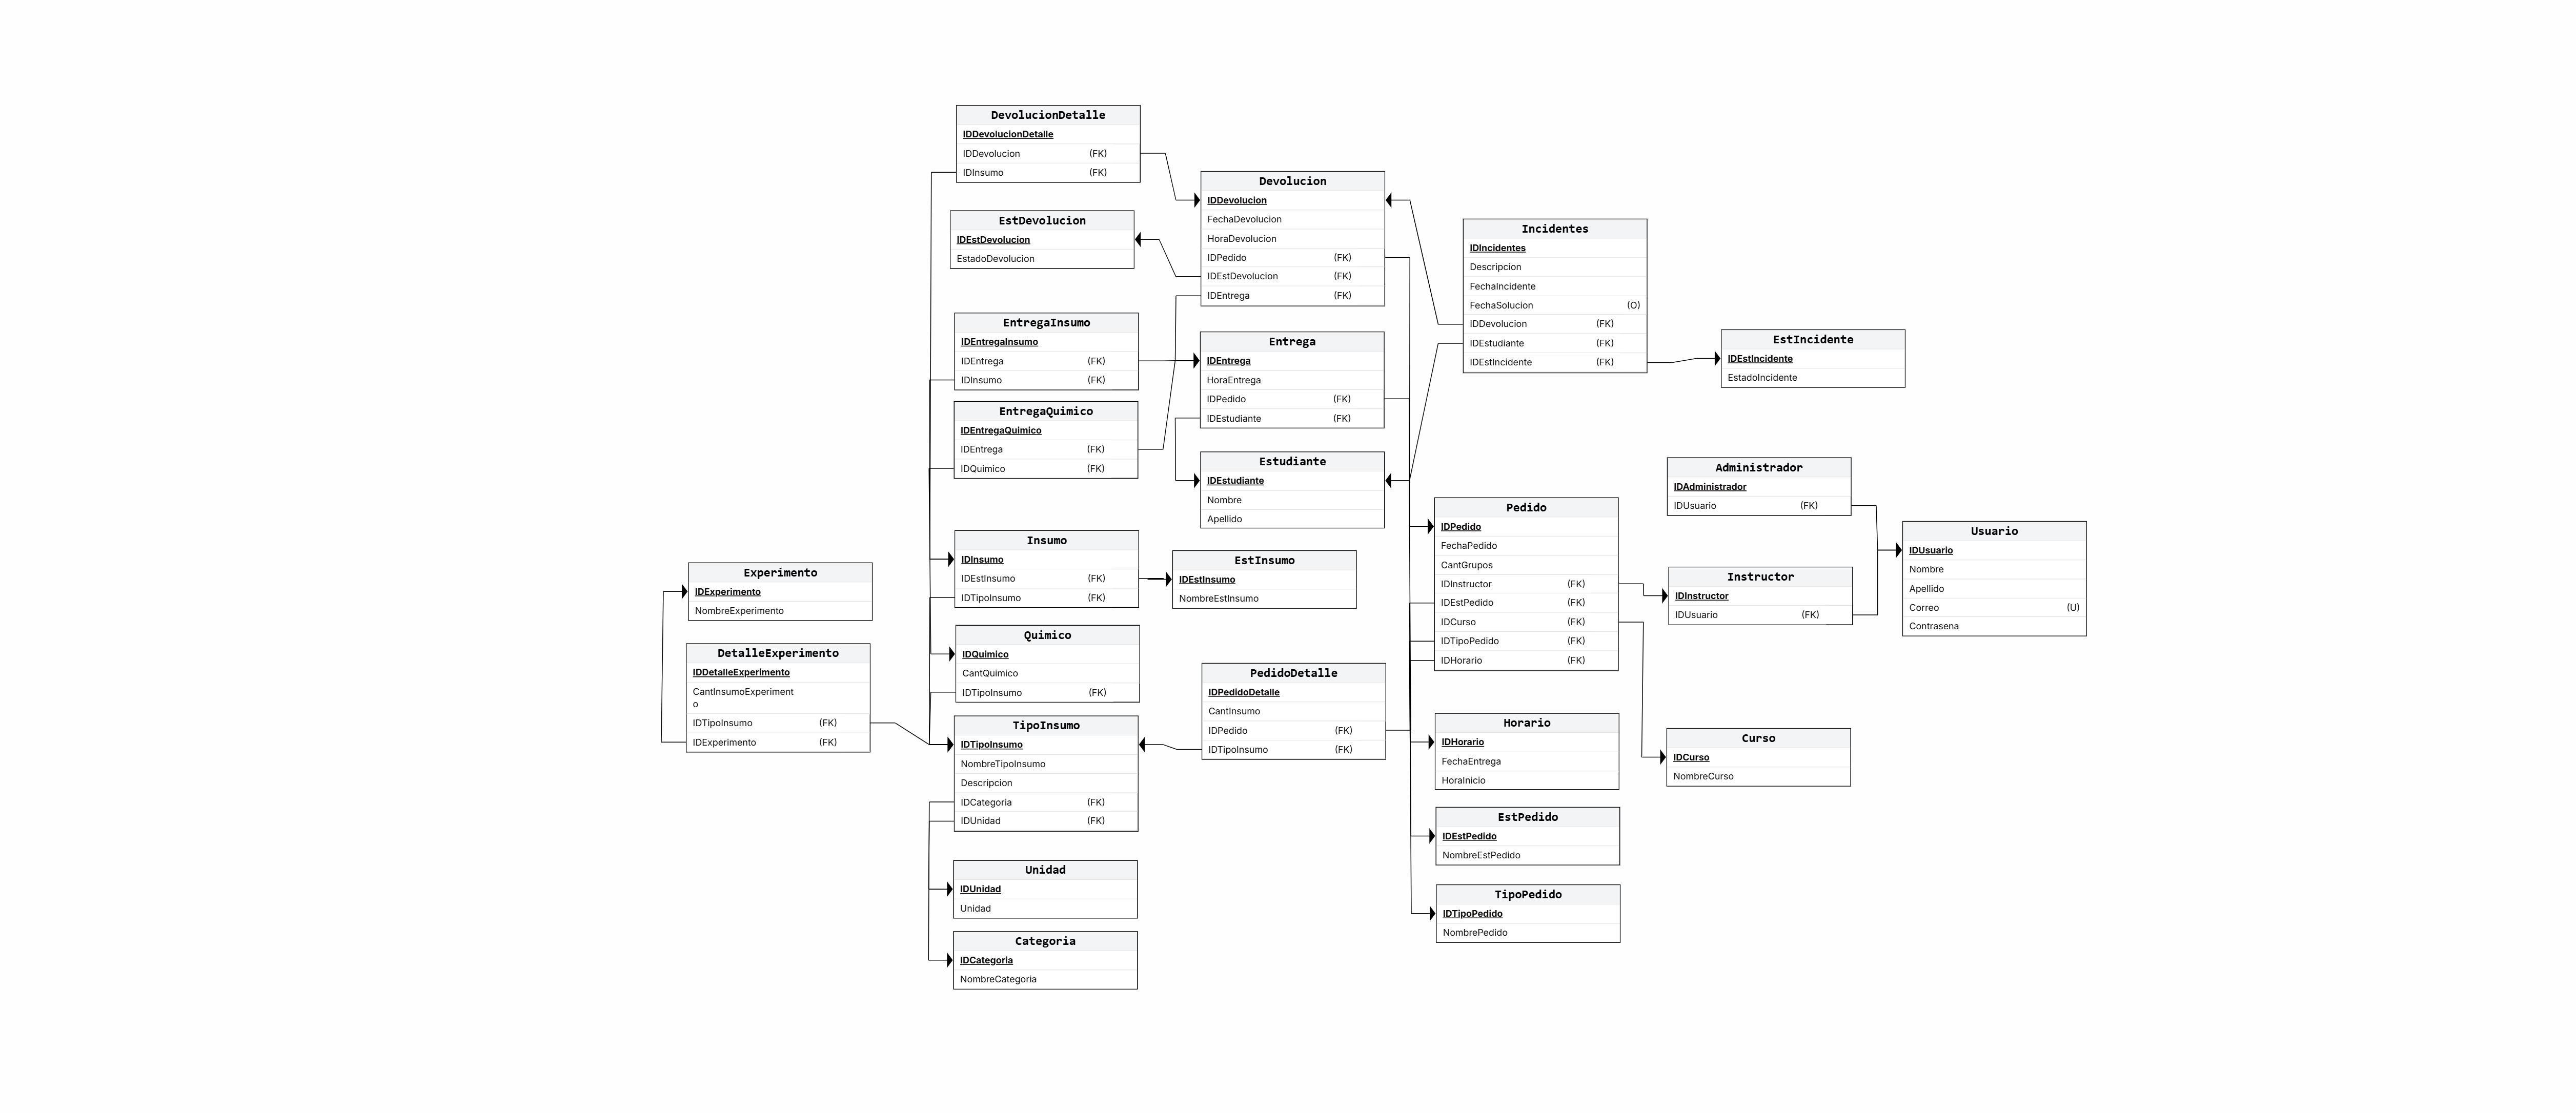 DevolucionDetalle
IDDevolucionDetalle
IDDevolucion (FK)
IDInsumo (FK)
EstDevolucion
IDEstDevolucion
EstadoDevolucion
Devolucion
IDDevolucion
FechaDevolucion
HoraDevolucion
IDPedido (FK)
IDEstDevolucion (FK)
IDEntrega (FK)
Incidentes
IDIncidentes
Descripcion
FechaIncidente
FechaSolucion (O)
IDDevolucion (FK)
IDEstudiante (FK)
IDEstIncidente (FK)
EstIncidente
IDEstIncidente
EstadoIncidente
EntregaInsumo
IDEntregaInsumo
IDEntrega (FK)
IDInsumo (FK)
Entrega
IDEntrega
HoraEntrega
IDPedido (FK)
IDEstudiante (FK)
EntregaQuimico
IDEntregaQuimico
IDEntrega (FK)
IDQuimico (FK)
Estudiante
IDEstudiante
Nombre
Apellido
Administrador
IDAdministrador
IDUsuario (FK)
Pedido
IDPedido
FechaPedido
CantGrupos
IDInstructor (FK)
IDEstPedido (FK)
IDCurso (FK)
IDTipoPedido (FK)
IDHorario (FK)
Usuario
IDUsuario
Nombre
Apellido
Correo (U)
Contrasena
Instructor
IDInstructor
IDUsuario (FK)
Insumo
IDInsumo
IDEstInsumo (FK)
IDTipoInsumo (FK)
EstInsumo
IDEstInsumo
NombreEstInsumo
Experimento
IDExperimento
NombreExperimento
DetalleExperimento
IDDetalleExperimento
CantInsumoExperiment
o
IDTipoInsumo (FK)
IDExperimento (FK)
Quimico
IDQuimico
CantQuimico
IDTipoInsumo (FK)
PedidoDetalle
IDPedidoDetalle
CantInsumo
IDPedido (FK)
IDTipoInsumo (FK)
TipoInsumo
IDTipoInsumo
NombreTipoInsumo
Descripcion
IDCategoria (FK)
IDUnidad (FK)
Horario
IDHorario
FechaEntrega
HoraInicio
Curso
IDCurso
NombreCurso
EstPedido
IDEstPedido
NombreEstPedido
Unidad
IDUnidad
Unidad
TipoPedido
IDTipoPedido
NombrePedido
Categoria
IDCategoria
NombreCategoria